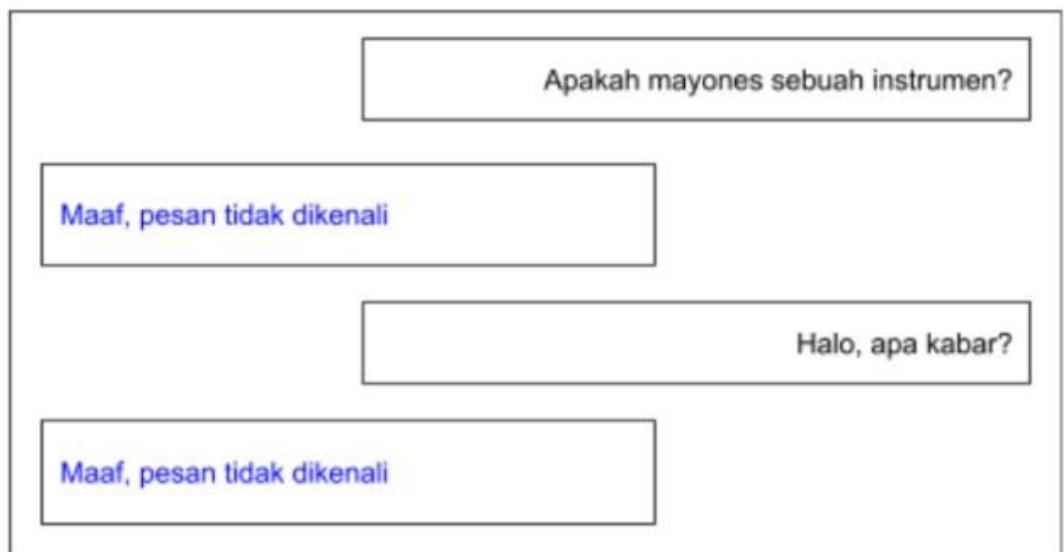 Apakah mayones sebuah instrumen?
Maaf, pesan tidak dikenali
Halo, apa kabar?
Maaf, pesan tidak dikenali